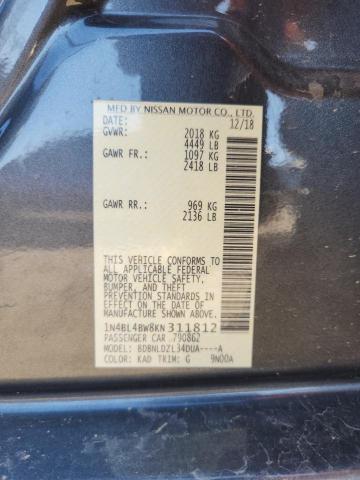 MFD BY NISSAN MOTOR CO., LTD.
DATE: 12/18
GVWR: 2018 KG
4449 LB
GAWR FR.: 1097 KG
2418 LB
GAWR RR.: 969 KG
2136 LB
THIS VEHICLE CONFORMS TO
ALL APPLICABLE FEDERAL
MOTOR VEHICLE SAFETY,
BUMPER, AND THEFT
PREVENTION STANDARDS IN
EFFECT ON THE DATE OF
MANUFACTURE SHOWN ABOVE.
1N4BL4BW8KN311812
PASSENGER CAR 790862
MODEL: BDBNLDZL34DUA----A
COLOR: KAD TRIM: G 9N00A